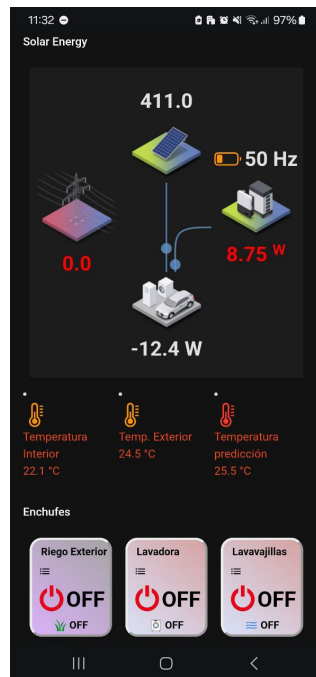 11:32
97%
Solar Energy
411.0
50 Hz
0.0
8.75 W
-12.4 W
Temperatura
Interior
22.1 °C
Temp. Exterior
24.5 °C
Temperatura
predicción
25.5 °C
Enchufes
Riego Exterior
OFF
OFF
Lavadora
OFF
OFF
Lavavajillas
OFF
OFF